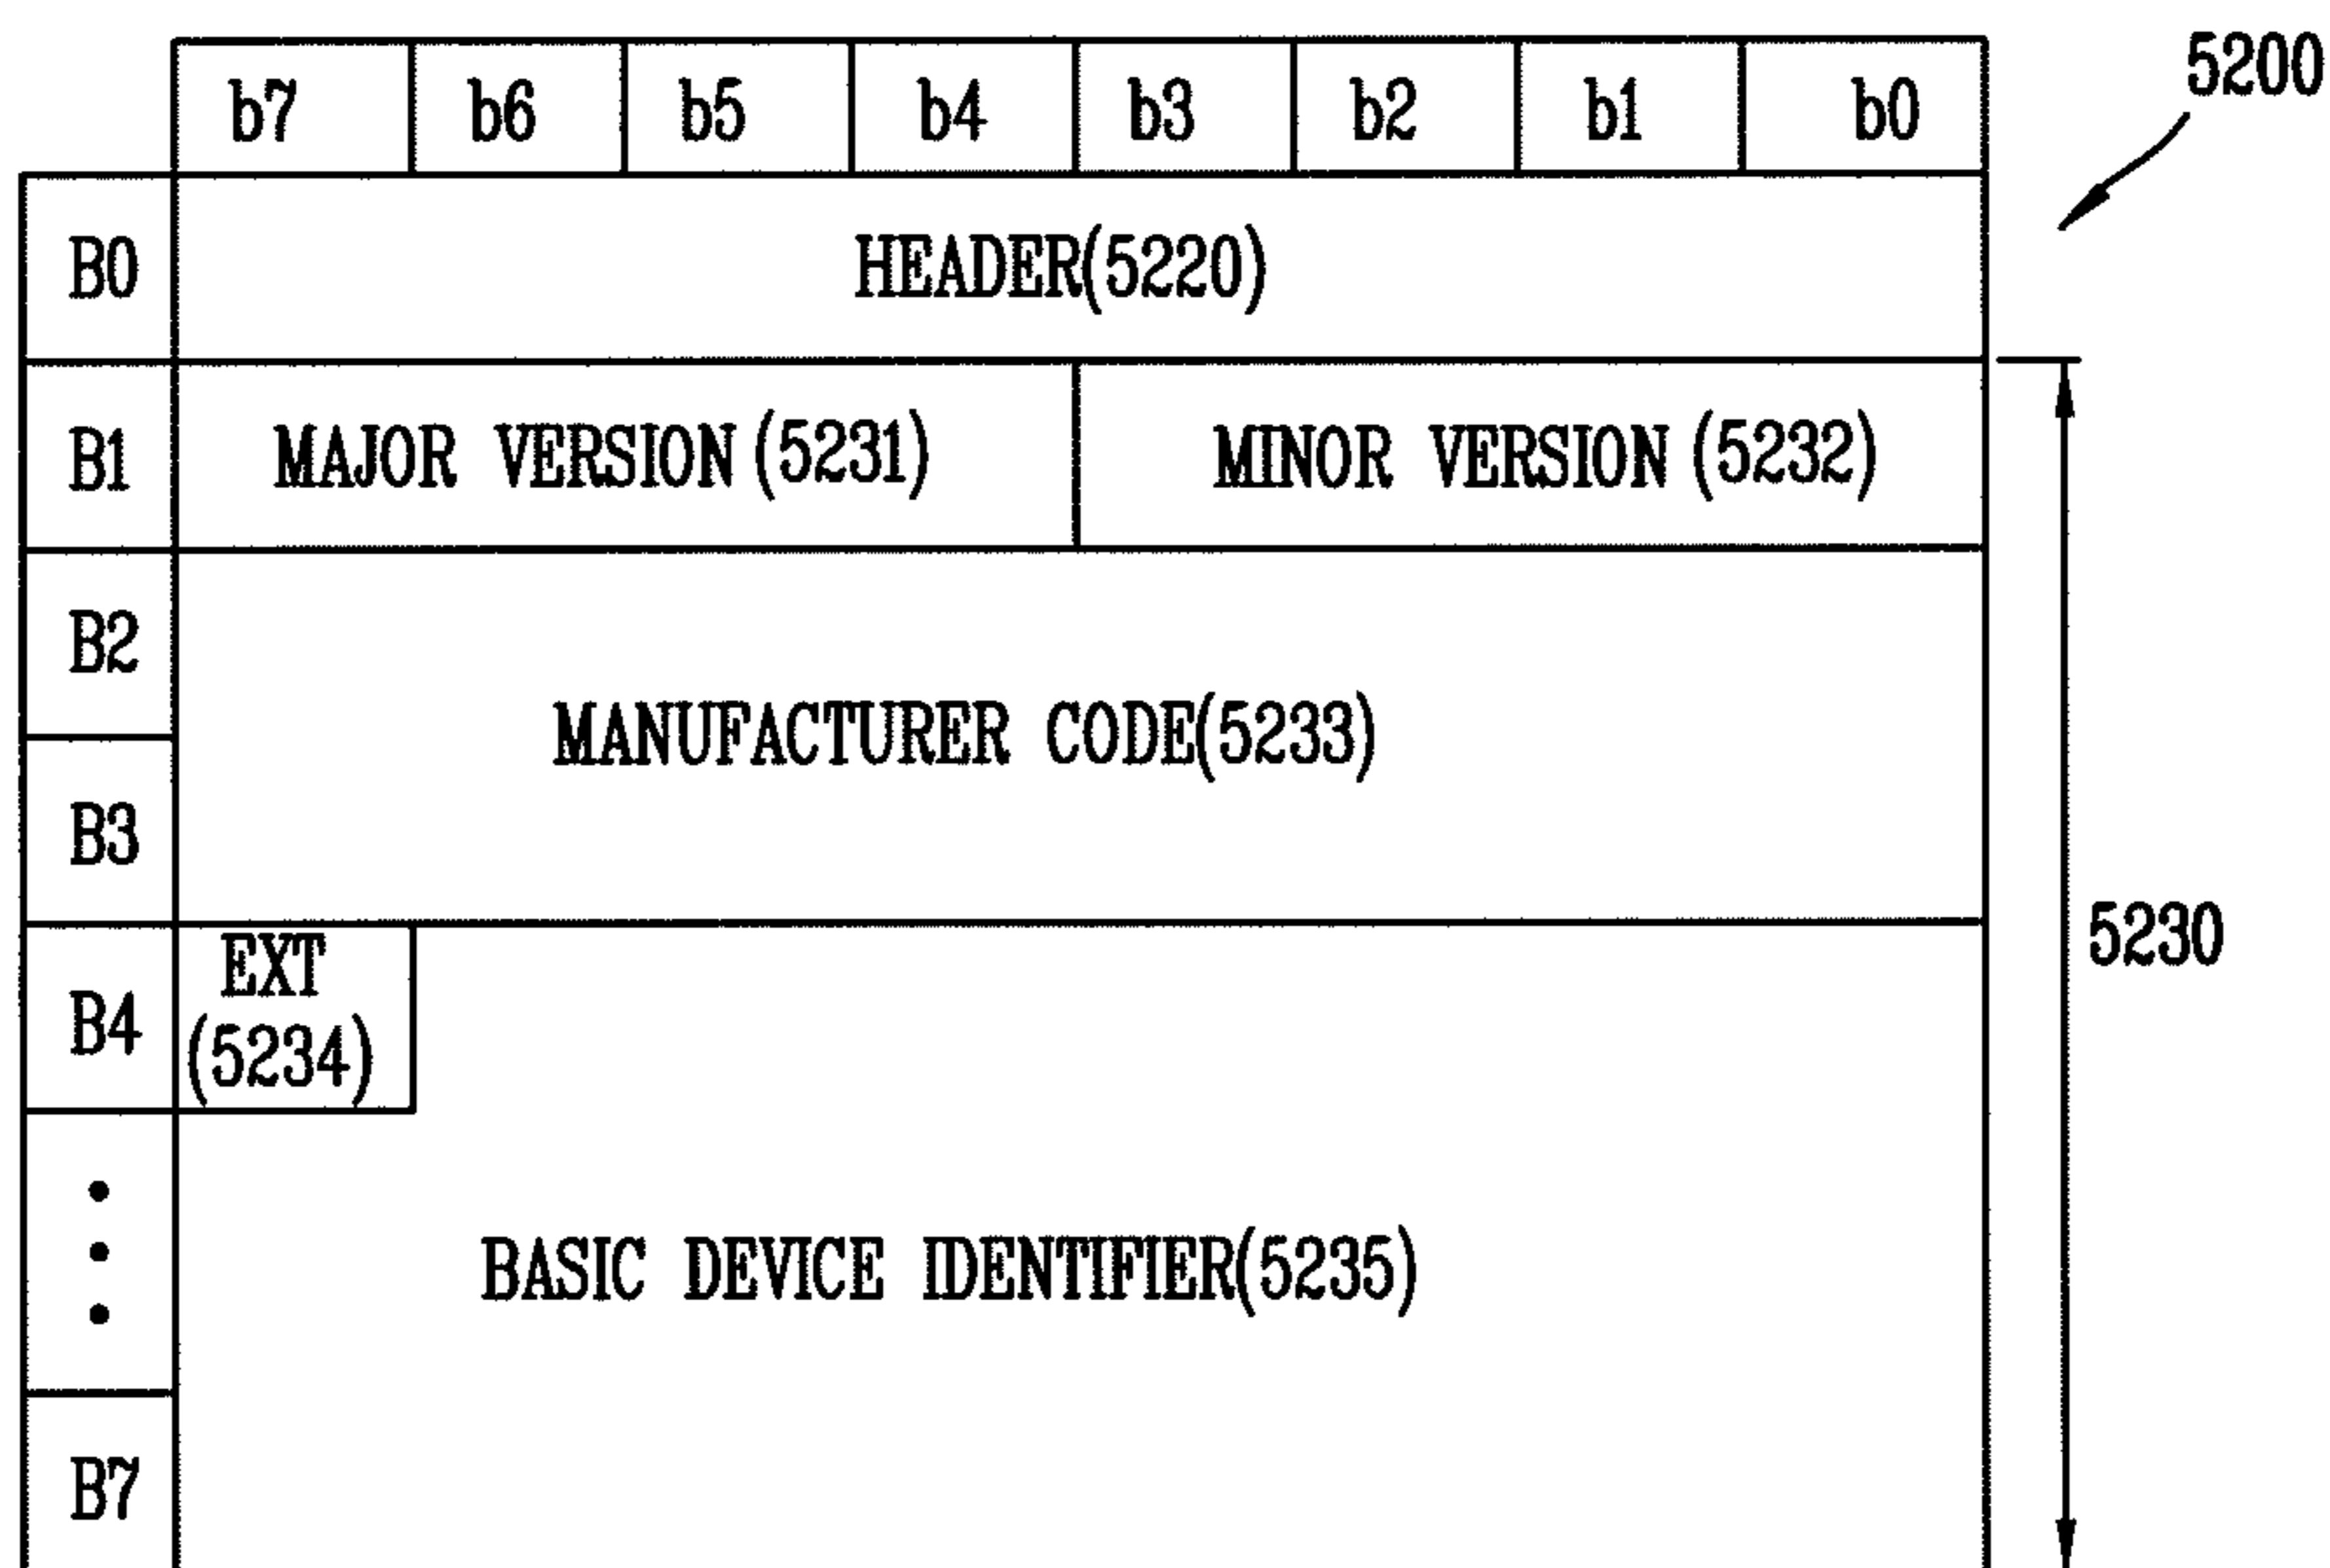 b7 b6 b5 b4 b3 b2 b1 b0
5200
B0 HEADER(5220)
B1 MAJOR VERSION (5231) MINOR VERSION (5232)
B2
MANUFACTURER CODE(5233)
B3
EXT
B4
(5234)
5230
BASIC DEVICE IDENTIFIER(5235)
B7